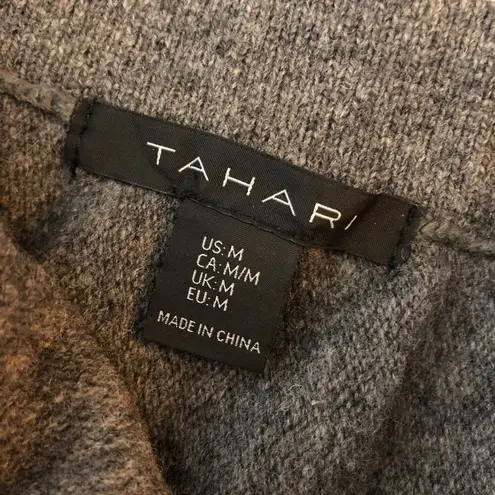 TAHARI
US: M
CA: M/M
UK: M
EU: M
MADE IN CHINA